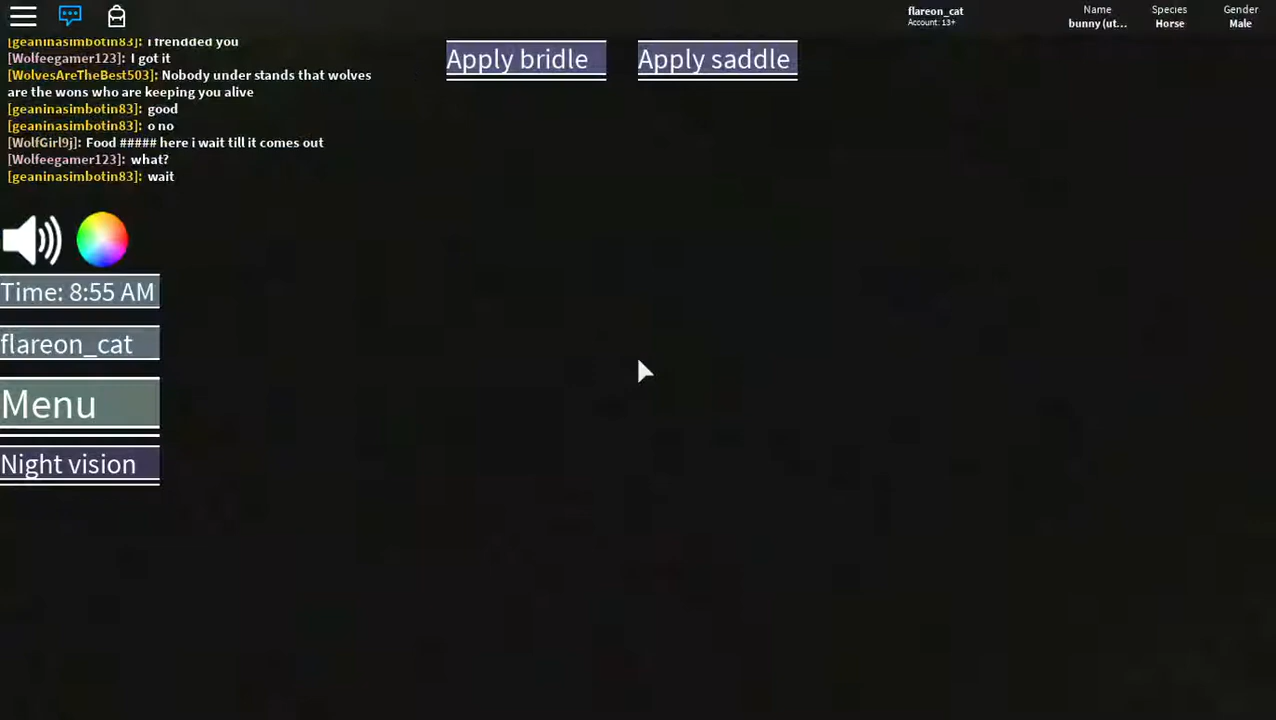 flareon_cat
Account: 13+
Name
bunny (ut...
Species
Horse
Gender
Male
[geaninasimbotin83]: i frendded you
[Wolfeegamer123]: I got it
[WolvesAreTheBest503]: Nobody under stands that wolves
are the wons who are keeping you alive
[geaninasimbotin83]: good
[geaninasimbotin83]: o no
[WolfGirl9j]: Food ##### here i wait till it comes out
[Wolfeegamer123]: what?
[geaninasimbotin83]: wait
Apply bridle
Apply saddle
Time: 8:55 AM
flareon_cat
Menu
Night vision